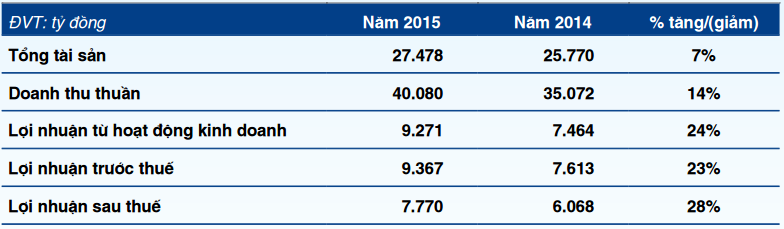 ĐVT: tỷ đồng Năm 2015 Năm 2014 % tăng/(giảm)
Tổng tài sản 27.478 25.770 7%
Doanh thu thuần 40.080 35.072 14%
Lợi nhuận từ hoạt động kinh doanh 9.271 7.464 24%
Lợi nhuận trước thuế 9.367 7.613 23%
Lợi nhuận sau thuế 7.770 6.068 28%